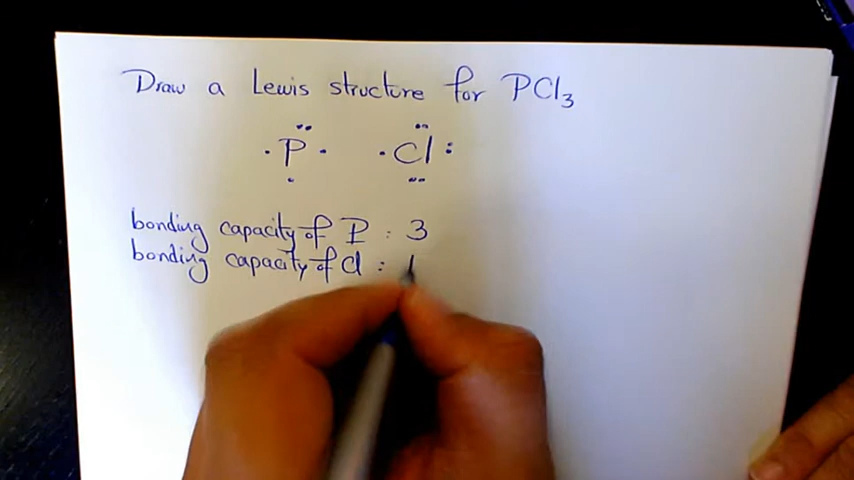 Draw a Lewis structure for PCl₃
P Cl
bonding capacity of P : 3
bonding capacity of Cl : 1